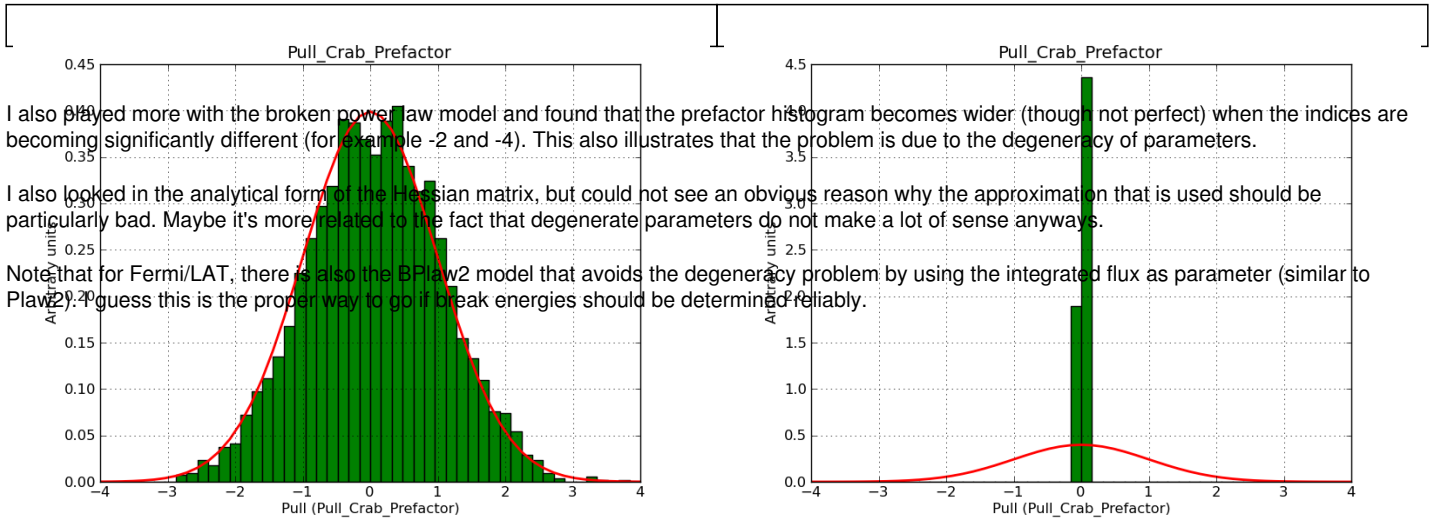 Pull_Crab_Prefactor
Pull_Crab_Prefactor
0.45
4.5
I also played more with the broken power law model and found that the prefactor histogram becomes wider (though not perfect) when the indices are
becoming significantly different (for example -2 and -4). This also illustrates that the problem is due to the degeneracy of parameters.
I also looked in the analytical form of the Hessian matrix, but could not see an obvious reason why the approximation that is used should be
particularly bad. Maybe it's more related to the fact that degenerate parameters do not make a lot of sense anyways.
Note that for Fermi/LAT, there is also the BPlaw2 model that avoids the degeneracy problem by using the integrated flux as parameter (similar to
Plaw2). I guess this is the proper way to go if break energies should be determined reliably.
0.40
0.35
0.30
0.25
0.20
0.15
0.10
0.05
0.00
Arbitrary units
−4 −3 −2 −1 0 1 2 3 4
Pull (Pull_Crab_Prefactor)
4.0
3.5
3.0
2.5
2.0
1.5
1.0
0.5
0.0
Arbitrary units
−4 −3 −2 −1 0 1 2 3 4
Pull (Pull_Crab_Prefactor)